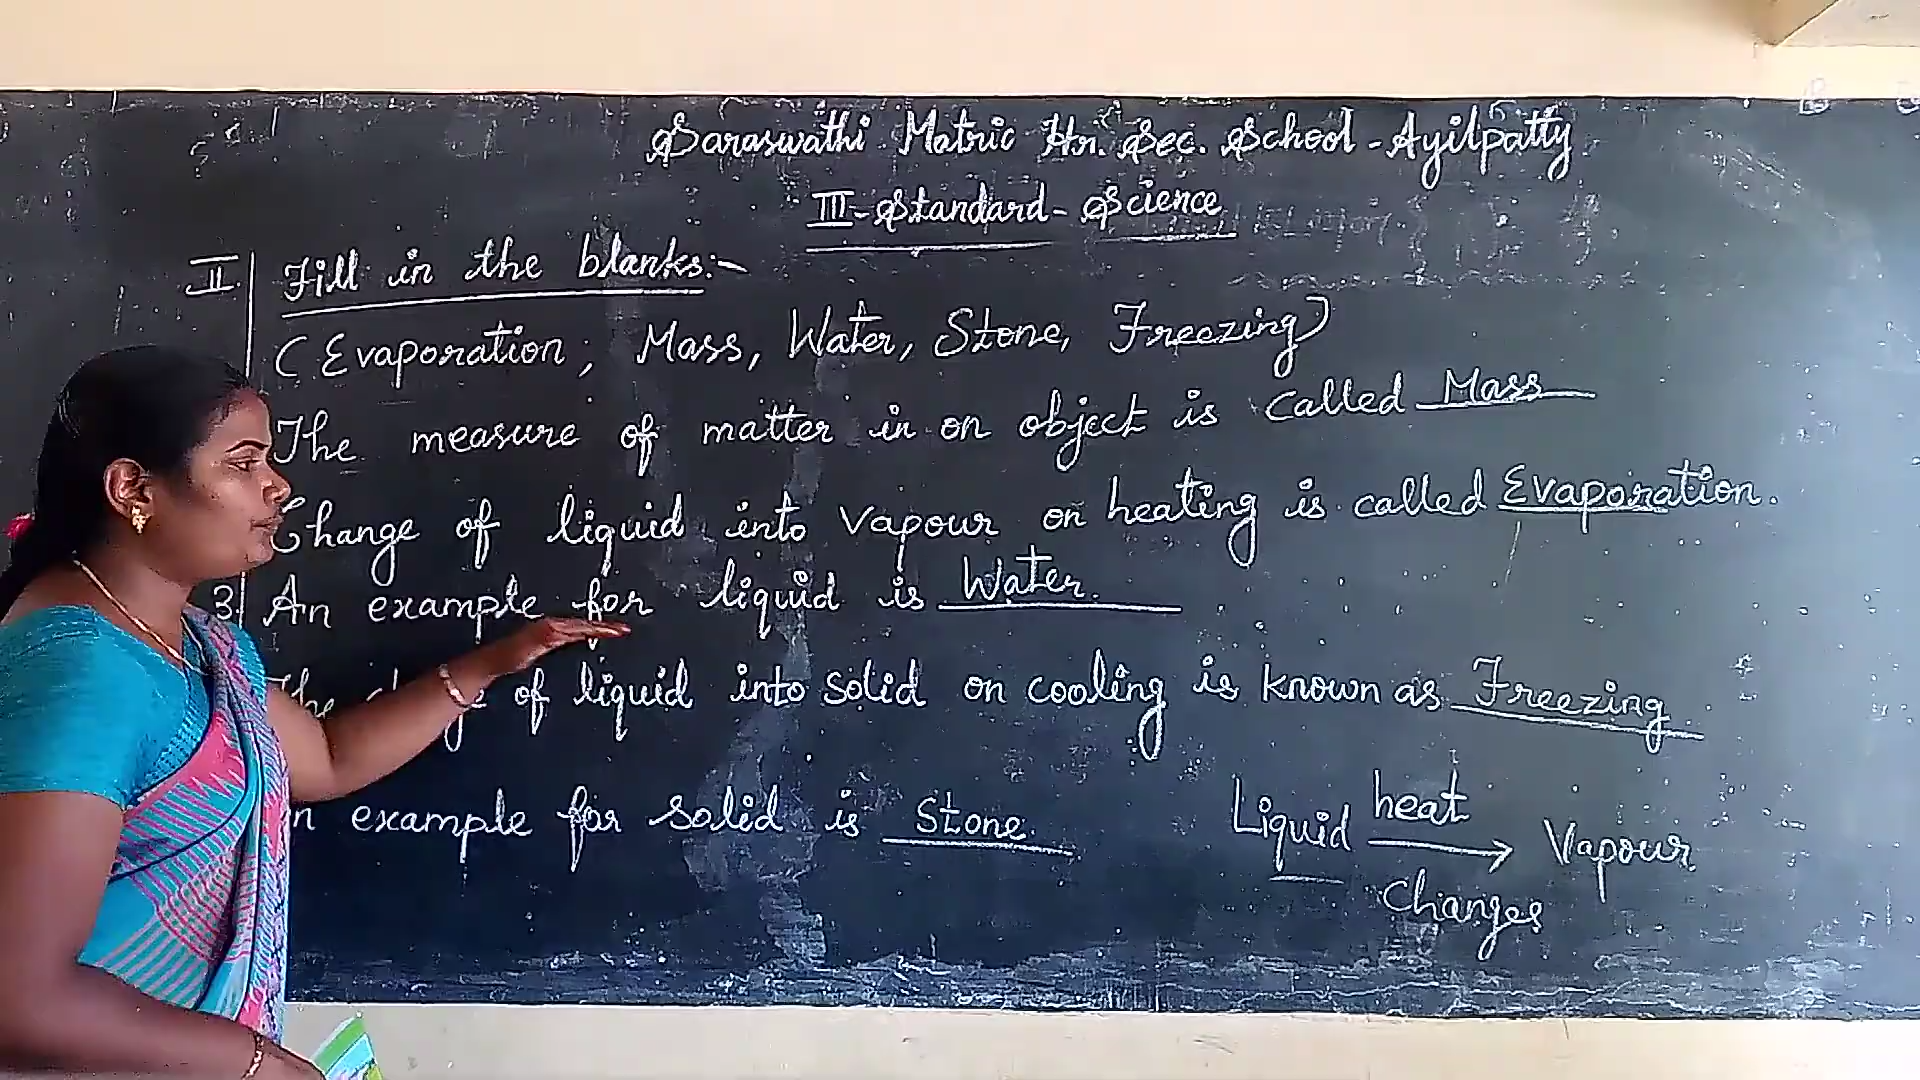 Saraswathi Matric Hr. Sec. School - Ayilpatty
III - Standard - Science
II. Fill in the blanks:-
(Evaporation, Mass, Water, Stone, Freezing)
The measure of matter in on object is called Mass
Change of liquid into vapour on heating is called Evaporation.
3. An example for liquid is Water.
The of liquid into solid on cooling is known as Freezing
example for solid is Stone.
Liquid heat Vapour
changes